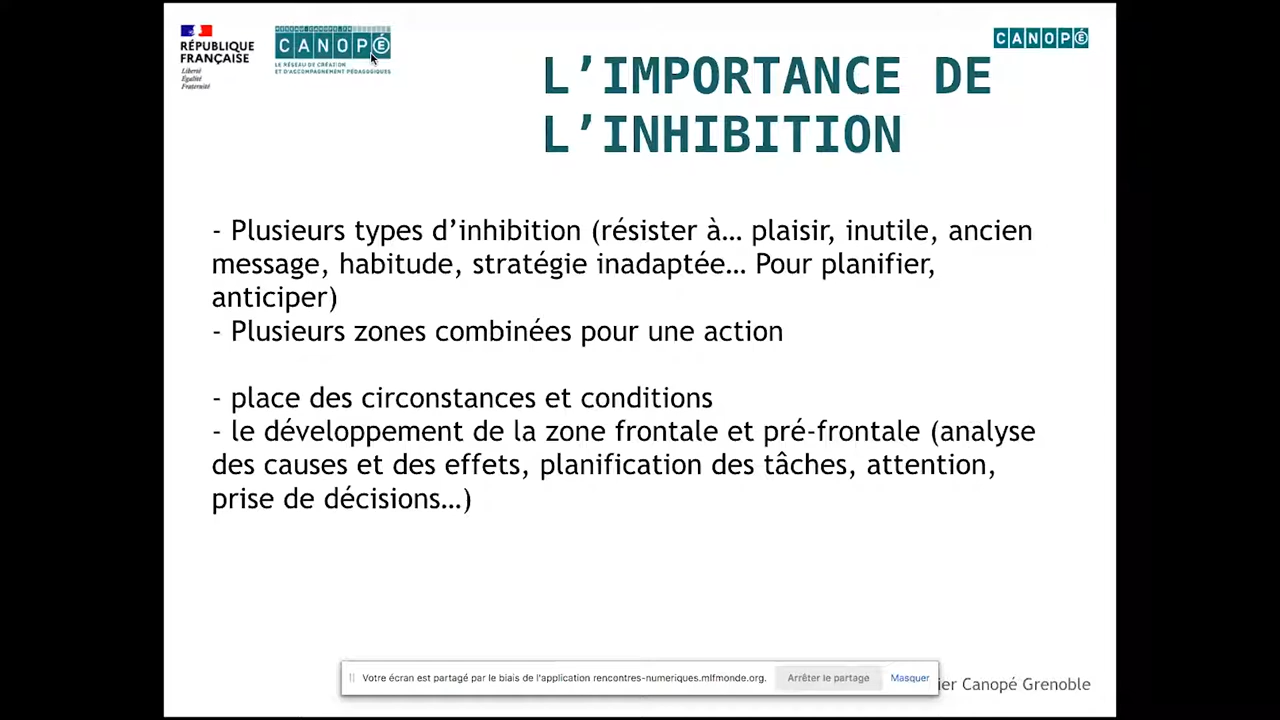 RÉPUBLIQUE
FRANÇAISE
Liberté
Égalité
Fraternité
CANOPÉ
LE RÉSEAU DE CRÉATION
ET D'ACCOMPAGNEMENT PÉDAGOGIQUES
CANOPÉ
L’IMPORTANCE DE
L’INHIBITION
- Plusieurs types d’inhibition (résister à… plaisir, inutile, ancien
message, habitude, stratégie inadaptée… Pour planifier,
anticiper)
- Plusieurs zones combinées pour une action
- place des circonstances et conditions
- le développement de la zone frontale et pré-frontale (analyse
des causes et des effets, planification des tâches, attention,
prise de décisions…)
Votre écran est partagé par le biais de l'application rencontres-numeriques.mlfmonde.org.
Arrêter le partage
Masquer
ier Canopé Grenoble